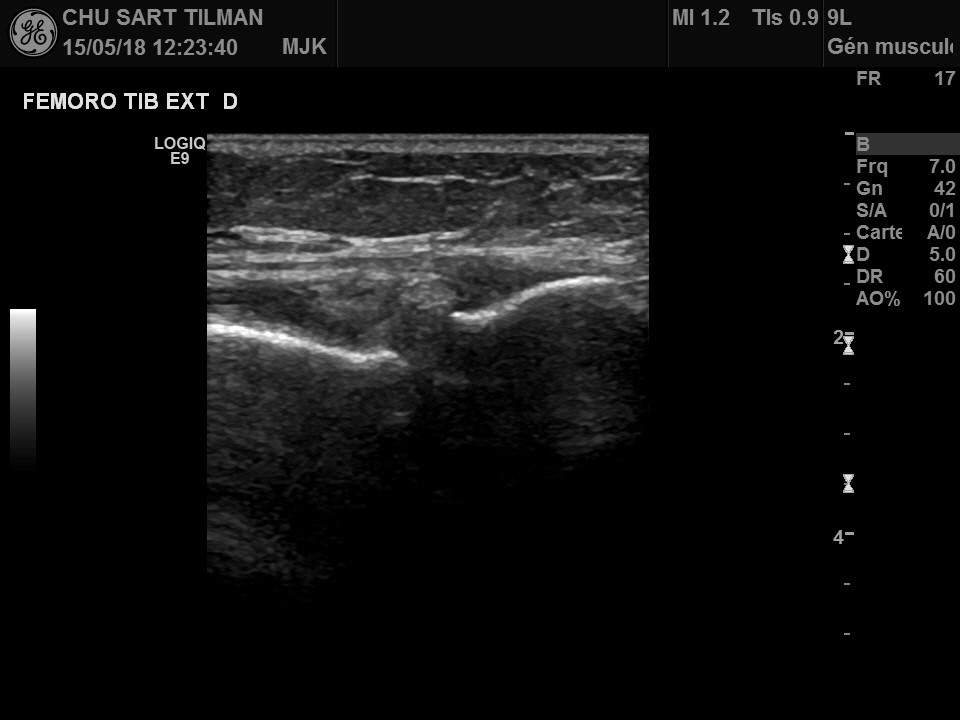 GE
CHU SART TILMAN
15/05/18 12:23:40 MJK
MI 1.2 TIs 0.9 9L
Gén muscul
FR 17
FEMORO TIB EXT D
LOGIQ
E9
B
Frq 7.0
Gn 42
S/A 0/1
Carte A/0
D 5.0
DR 60
AO% 100
2
4